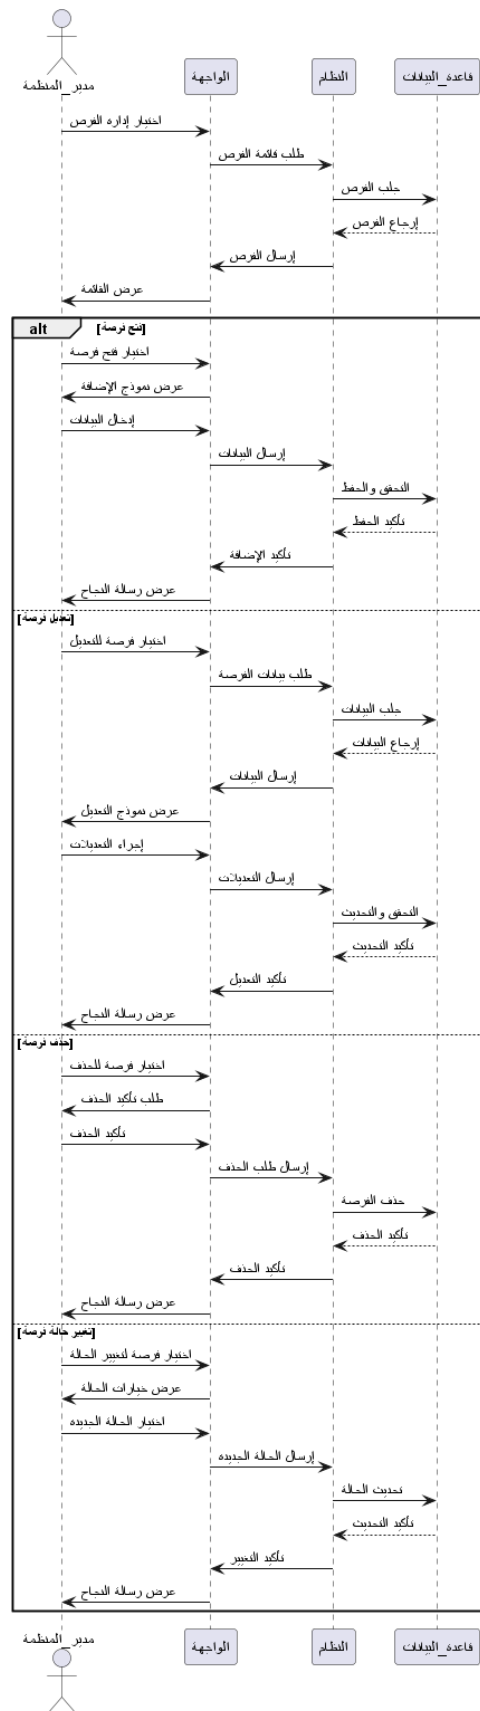 مدير_المنظمة
الواجهة
النظام
قاعدة_البيانات
اختيار إدارة الفرص
طلب قائمة الفرص
جلب الفرص
إرجاع الفرص
إرسال الفرص
عرض القائمة
alt [فتح فرصة]
اختيار فتح فرصة
عرض نموذج الإضافة
إدخال البيانات
إرسال البيانات
التحقق والحفظ
تأكيد الحفظ
تأكيد الإضافة
عرض رسالة النجاح
[تعديل فرصة]
اختيار فرصة للتعديل
طلب بيانات الفرصة
جلب البيانات
إرجاع البيانات
إرسال البيانات
عرض نموذج التعديل
إجراء التعديلات
إرسال التعديلات
التحقق والتحديث
تأكيد التحديث
تأكيد التعديل
عرض رسالة النجاح
[حذف فرصة]
اختيار فرصة للحذف
طلب تأكيد الحذف
تأكيد الحذف
إرسال طلب الحذف
حذف الفرصة
تأكيد الحذف
تأكيد الحذف
عرض رسالة النجاح
[تغيير حالة فرصة]
اختيار فرصة لتغيير الحالة
عرض خيارات الحالة
اختيار الحالة الجديدة
إرسال الحالة الجديدة
تحديث الحالة
تأكيد التحديث
تأكيد التغيير
عرض رسالة النجاح
مدير_المنظمة
الواجهة
النظام
قاعدة_البيانات